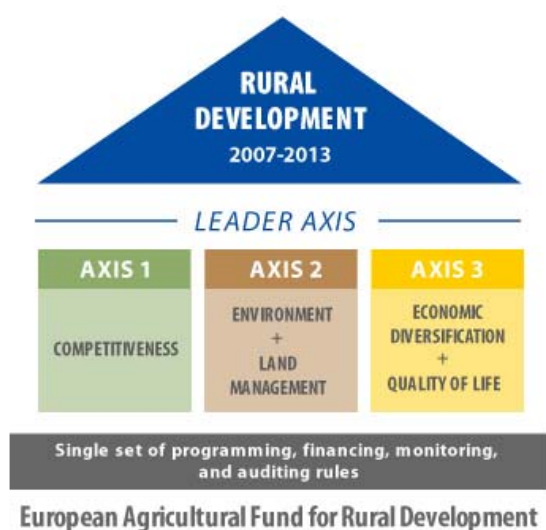 RURAL
DEVELOPMENT
2007-2013
LEADER AXIS
AXIS 1
COMPETITIVENESS
AXIS 2
ENVIRONMENT
+
LAND
MANAGEMENT
AXIS 3
ECONOMIC
DIVERSIFICATION
+
QUALITY OF LIFE
Single set of programming, financing, monitoring,
and auditing rules
European Agricultural Fund for Rural Development